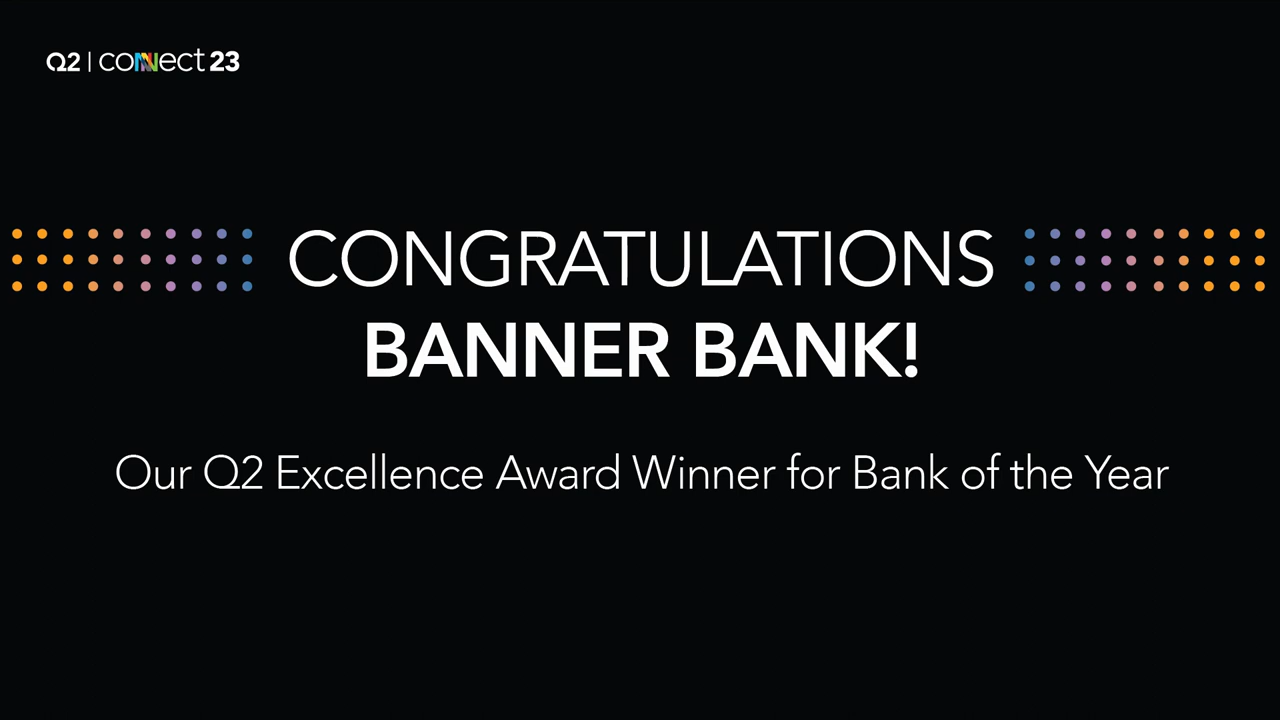 Q2 | connect 23
CONGRATULATIONS
BANNER BANK!
Our Q2 Excellence Award Winner for Bank of the Year